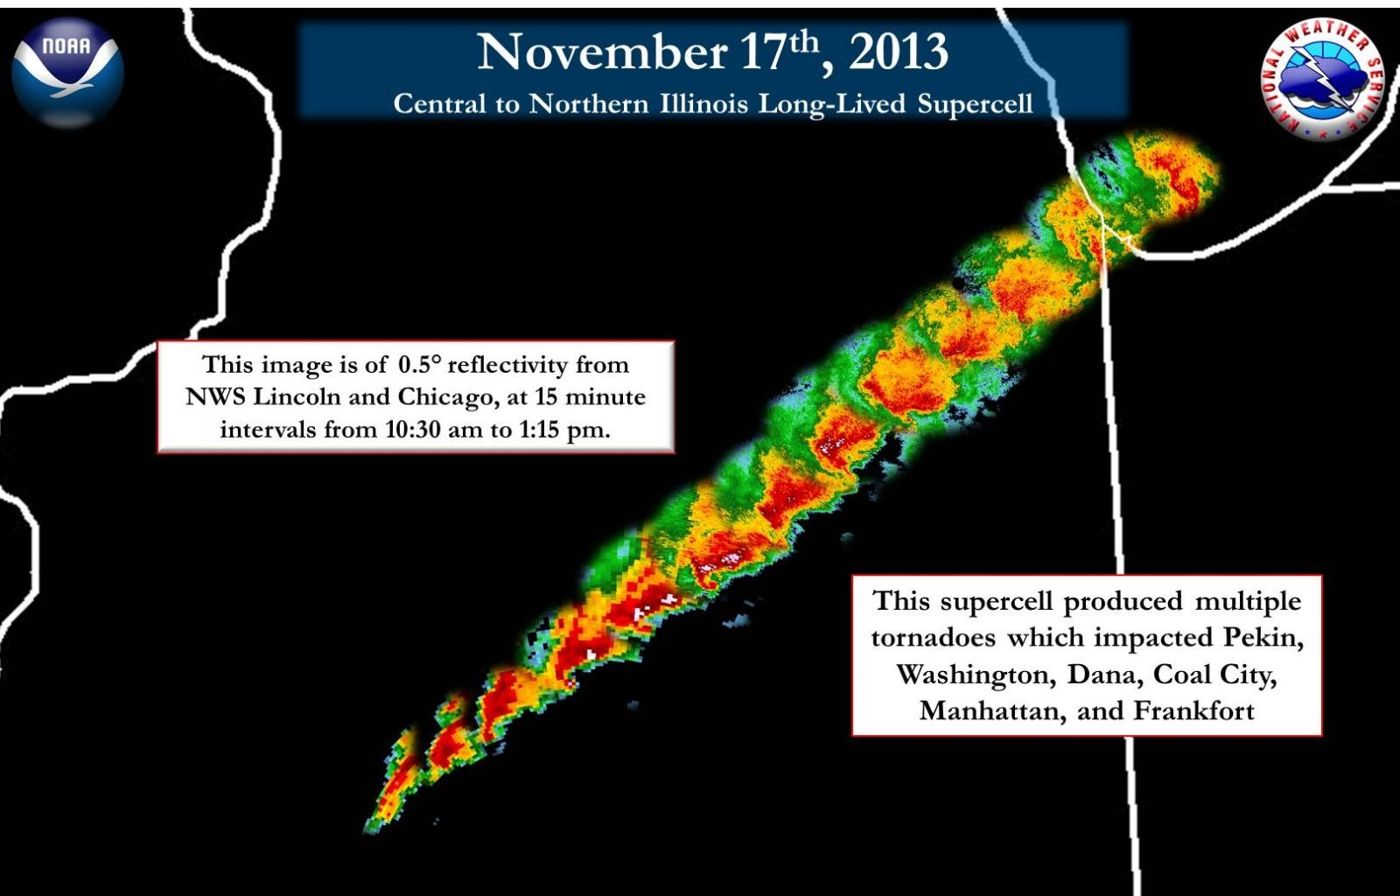 NOAA
November 17th, 2013
Central to Northern Illinois Long-Lived Supercell
NATIONAL WEATHER SERVICE
This image is of 0.5° reflectivity from
NWS Lincoln and Chicago, at 15 minute
intervals from 10:30 am to 1:15 pm.
This supercell produced multiple
tornadoes which impacted Pekin,
Washington, Dana, Coal City,
Manhattan, and Frankfort